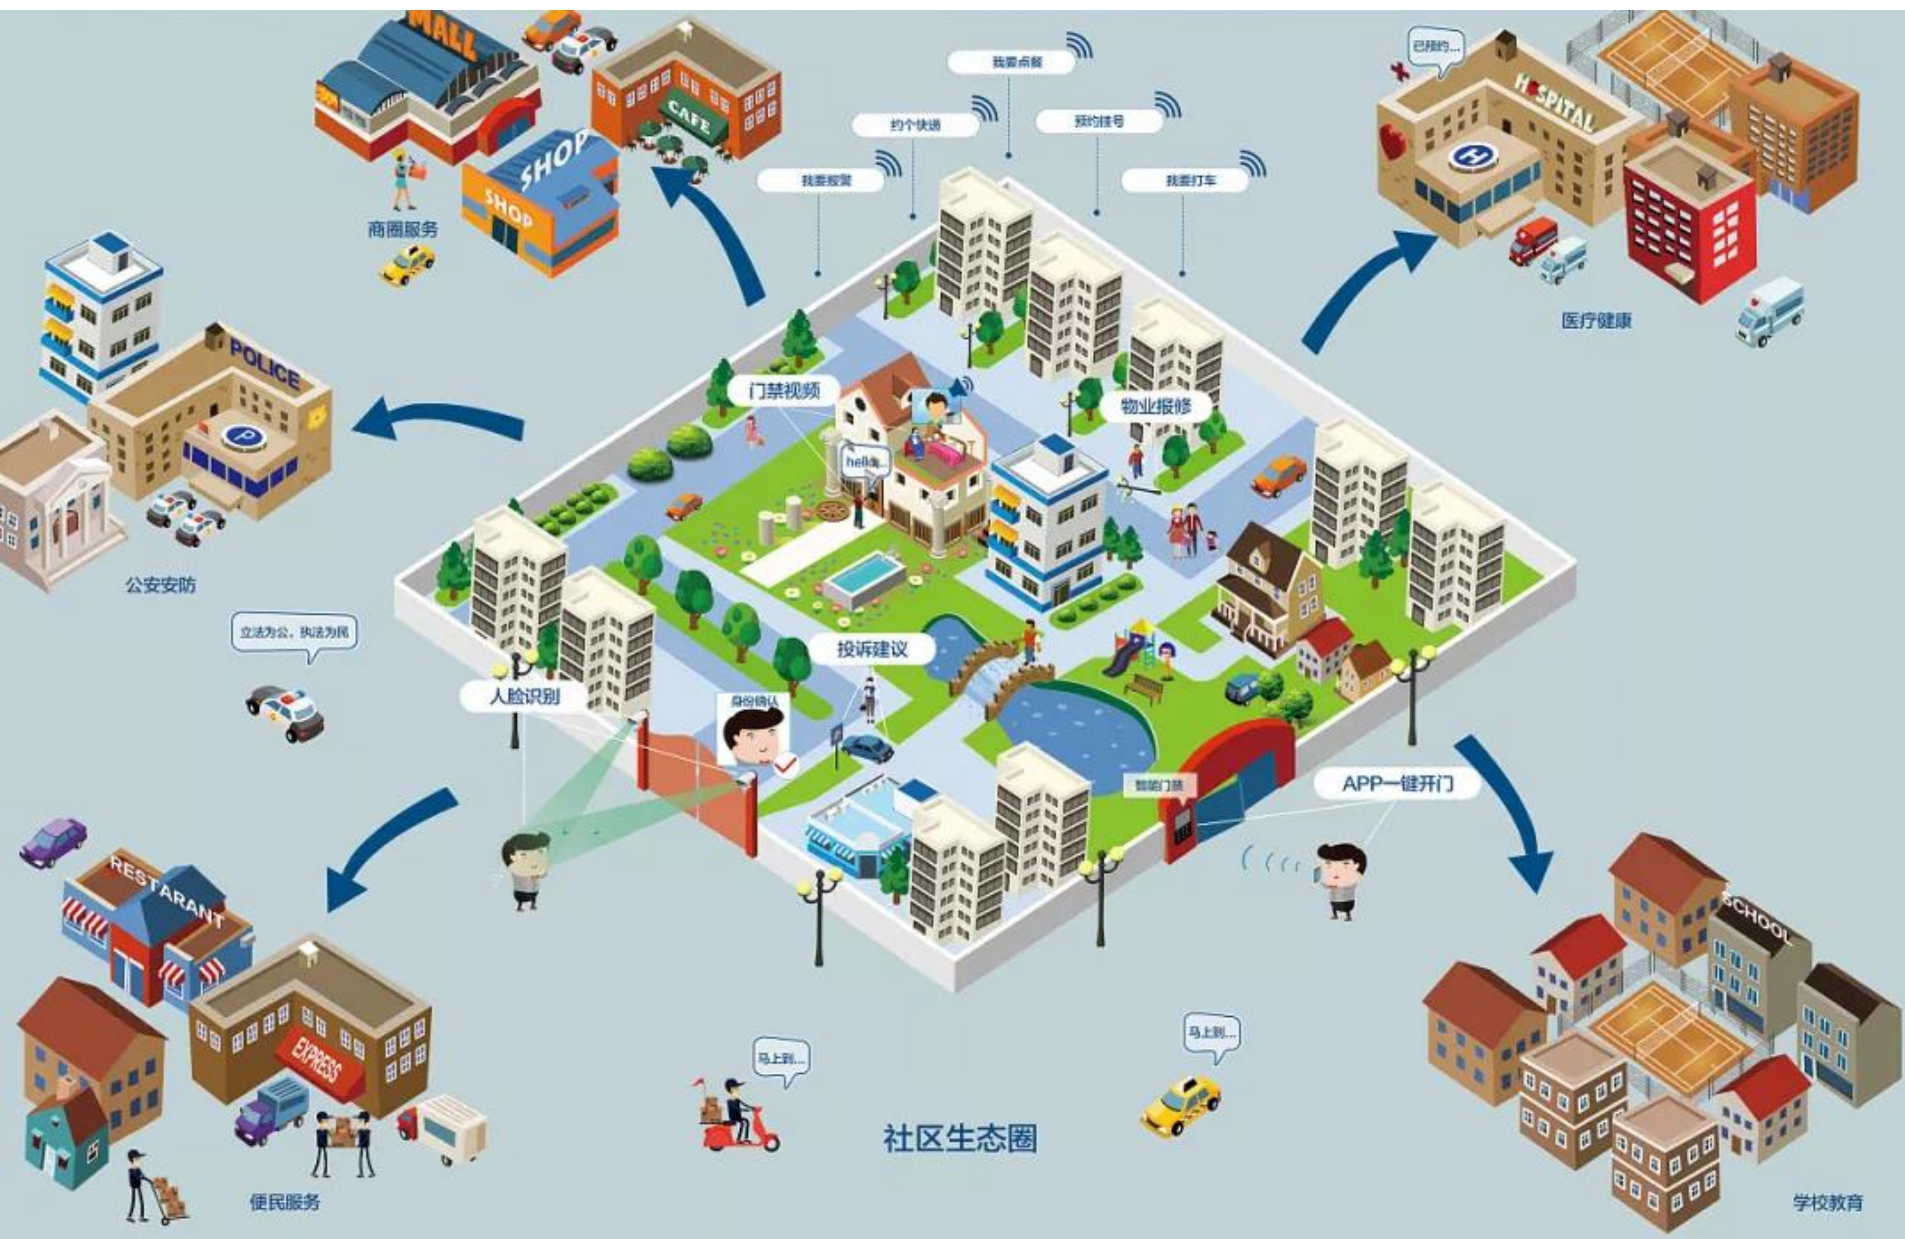 MALL
CAFE
SHOP
SHOP
商圈服务
我要点餐
约个快递
预约挂号
我要报警
我要打车
已预约...
HOSPITAL
医疗健康
POLICE
P
公安安防
立法为公，执法为民
门禁视频
hello...
物业报修
投诉建议
人脸识别
身份确认
智能门禁
APP一键开门
H
RESTARANT
EXPRESS
便民服务
马上到...
马上到...
社区生态圈
SCHOOL
学校教育